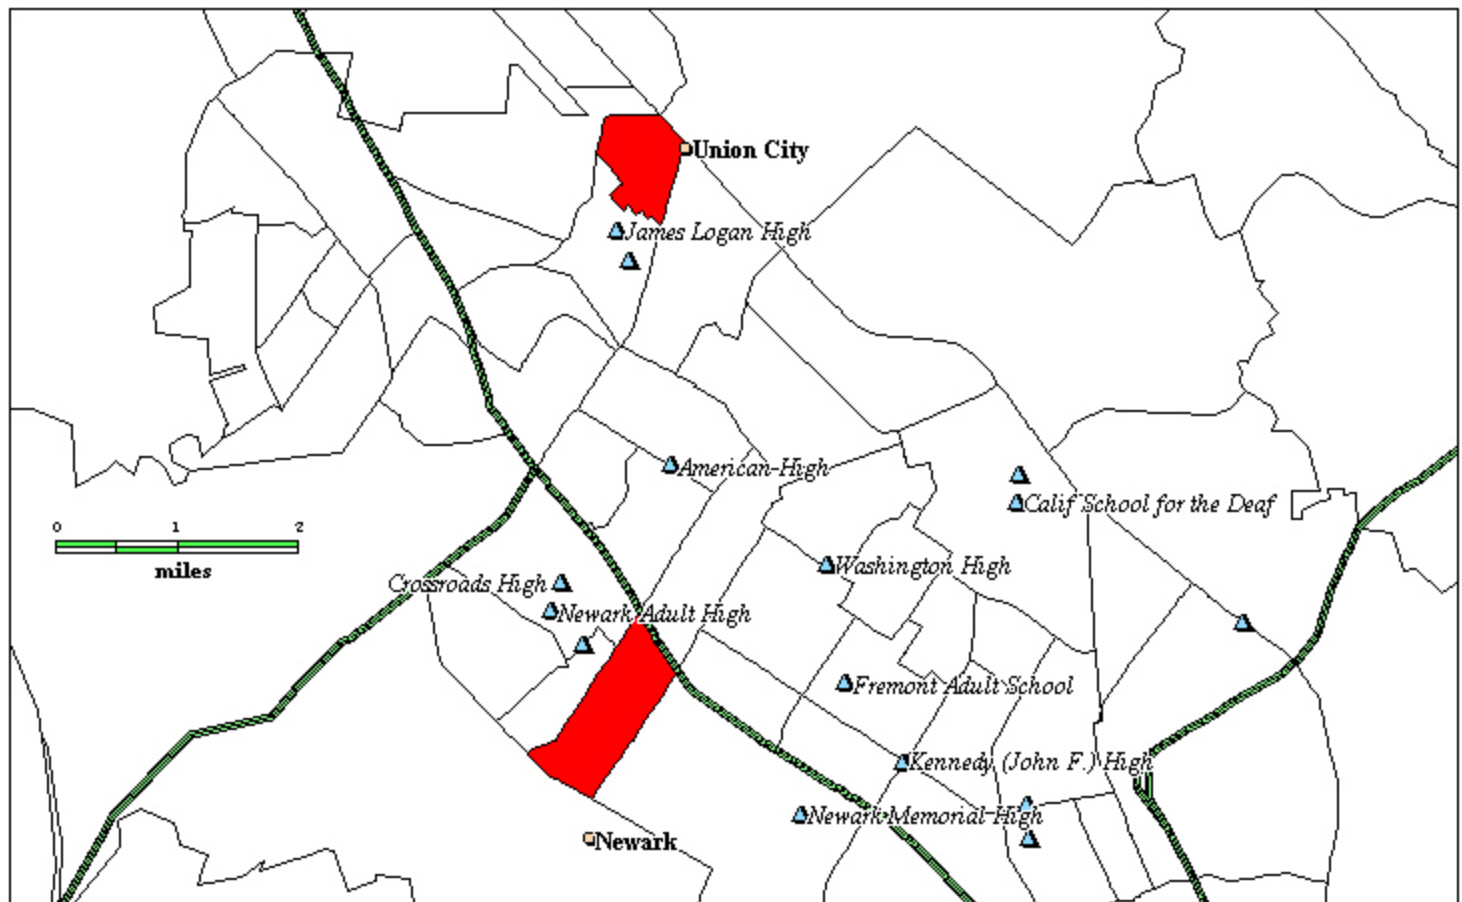 Union City
James Logan High
American High
Calif School for the Deaf
0 1 2
miles
Washington High
Crossroads High
Newark Adult High
Fremont Adult School
Kennedy (John F.) High
Newark Memorial High
Newark